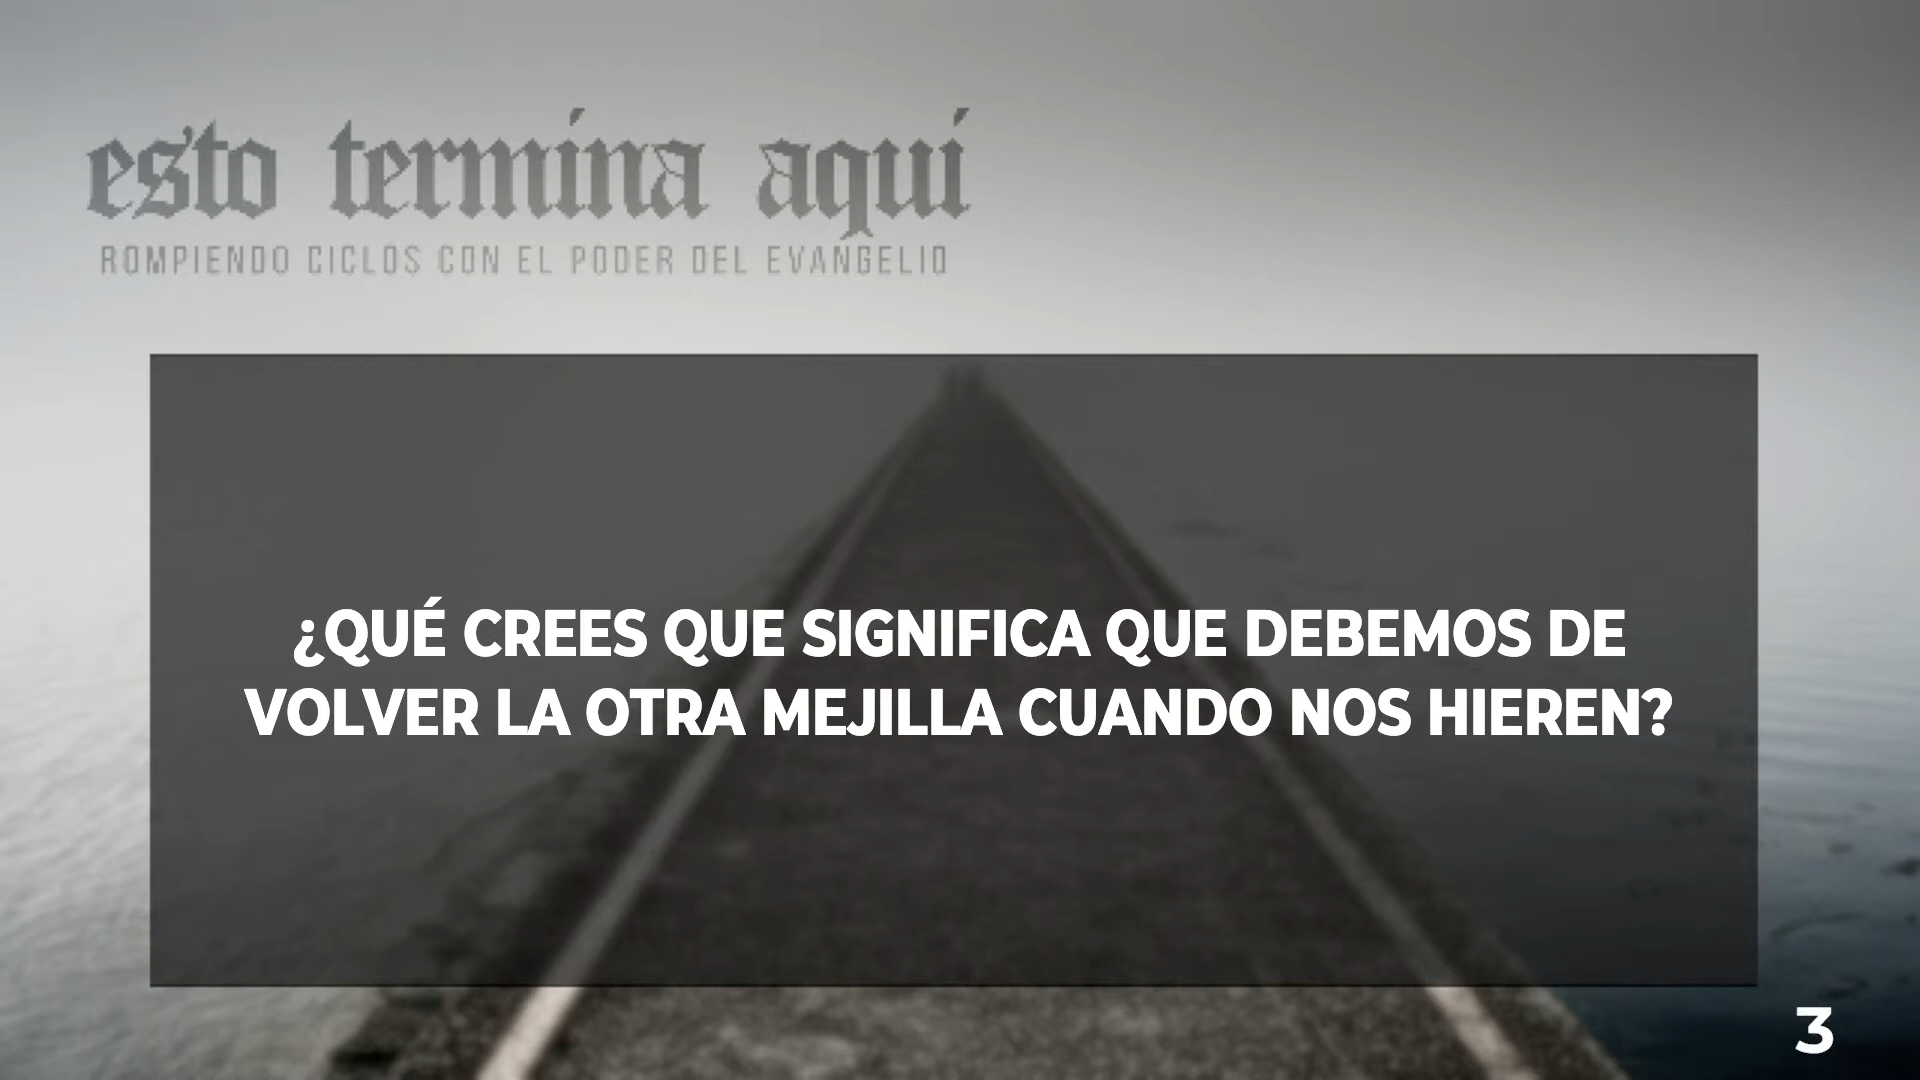 esto termina aquí
ROMPIENDO CICLOS CON EL PODER DEL EVANGELIO
¿QUÉ CREES QUE SIGNIFICA QUE DEBEMOS DE
VOLVER LA OTRA MEJILLA CUANDO NOS HIEREN?
3